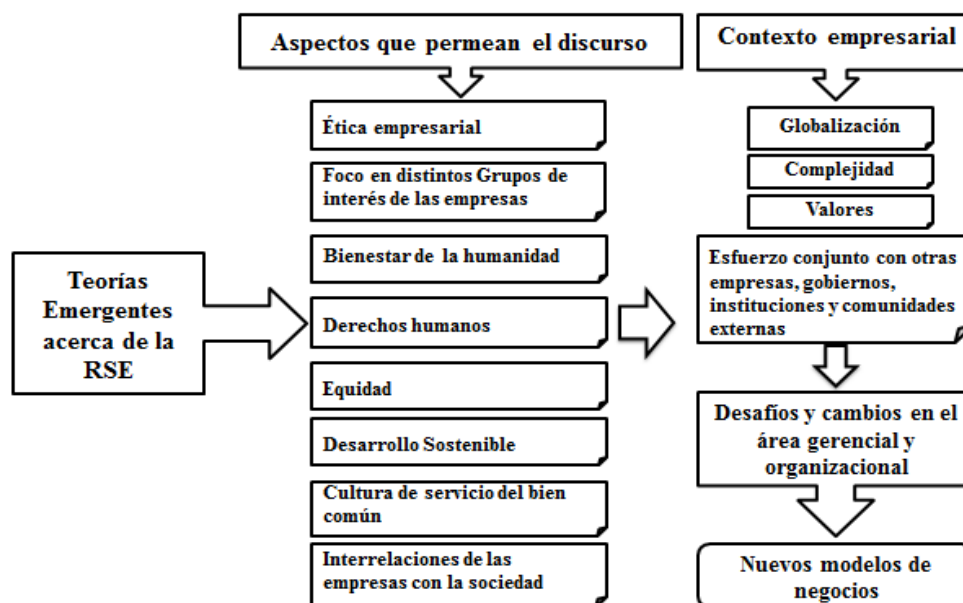 Teorías
Emergentes
acerca de la
RSE
Aspectos que permean el discurso
Ética empresarial
Foco en distintos Grupos de
interés de las empresas
Bienestar de la humanidad
Derechos humanos
Equidad
Desarrollo Sostenible
Cultura de servicio del bien
común
Interrelaciones de las
empresas con la sociedad
Contexto empresarial
Globalización
Complejidad
Valores
Esfuerzo conjunto con otras
empresas, gobiernos,
instituciones y comunidades
externas
Desafíos y cambios en el
área gerencial y
organizacional
Nuevos modelos de
negocios